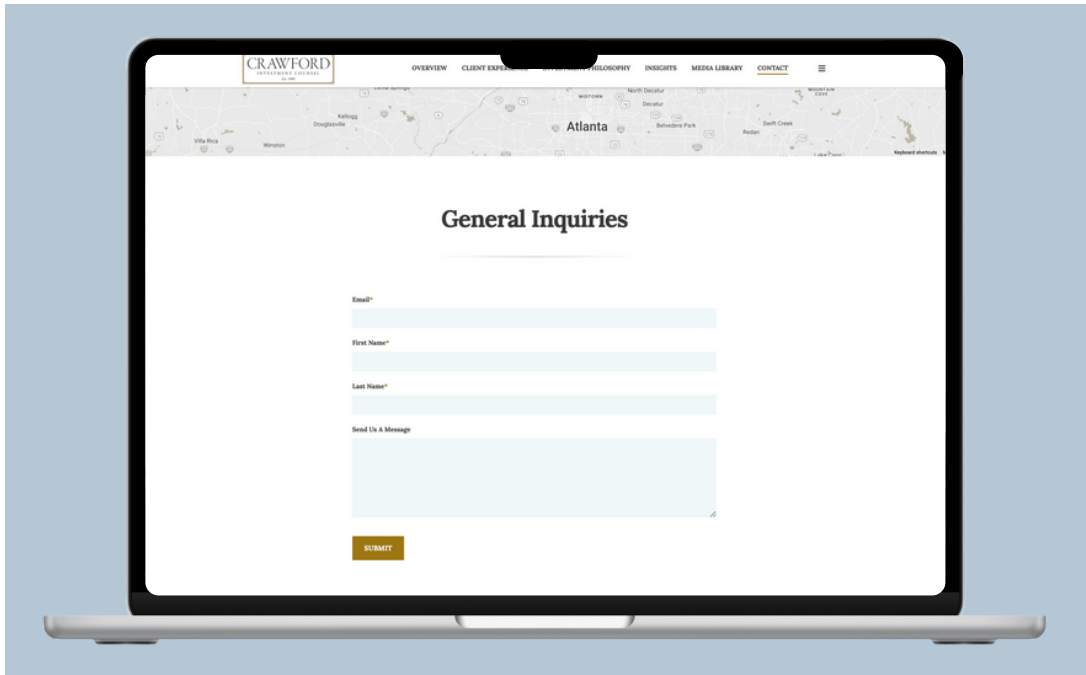 CRAWFORD
INVESTMENT COUNSEL
OVERVIEW CLIENT PHILOSOPHY INSIGHTS MEDIA LIBRARY CONTACT
North Decatur
MIDTOWN
Decatur
Kellogg
Douglasville
Atlanta
Belvedere Park
Swift Creek
Redan
Villa Rica
Winston
MOUNTAIN
COVE
Keyboard shortcuts
General Inquiries
Email*
First Name*
Last Name*
Send Us A Message
SUBMIT